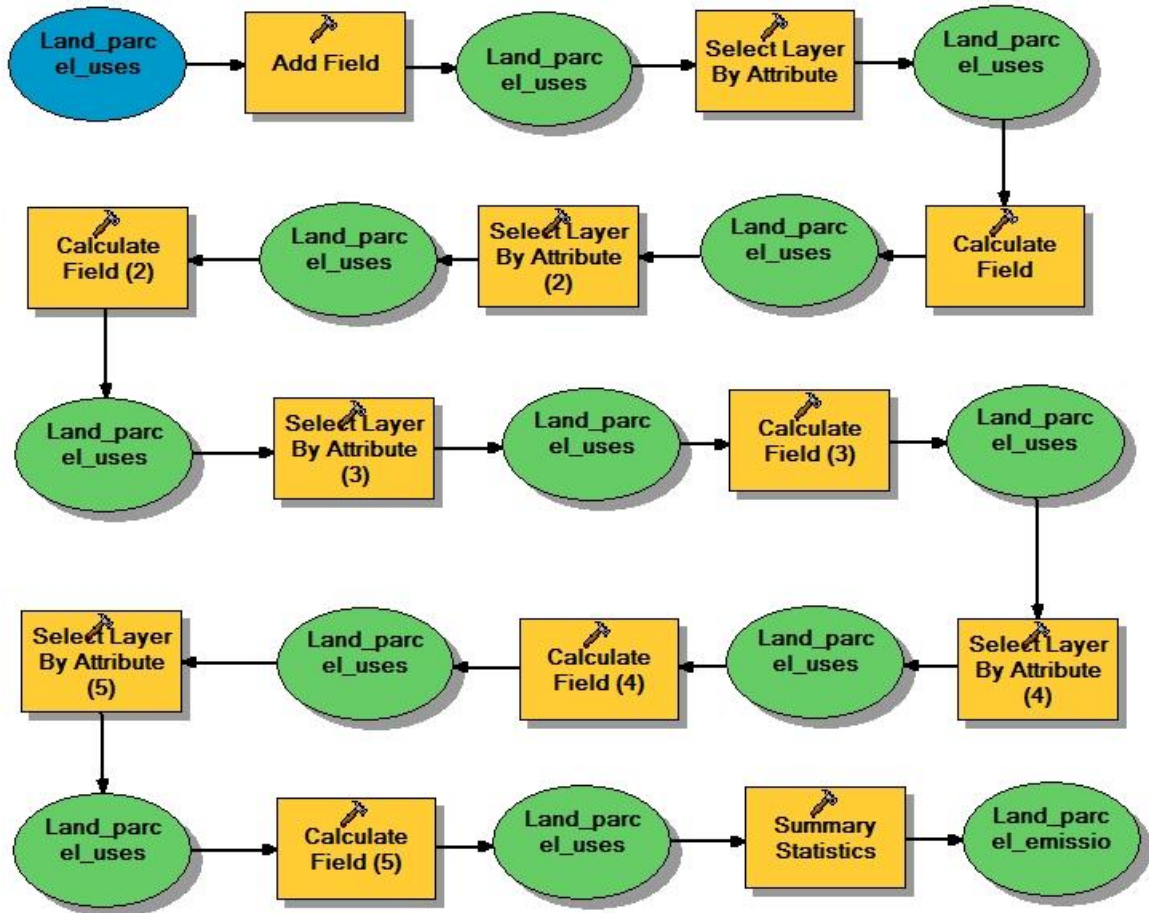 Land_parc
el_uses
Add Field
Land_parc
el_uses
Select Layer
By Attribute
Land_parc
el_uses
Calculate
Field
Land_parc
el_uses
Select Layer
By Attribute
(2)
Land_parc
el_uses
Calculate
Field (2)
Land_parc
el_uses
Select Layer
By Attribute
(3)
Land_parc
el_uses
Calculate
Field (3)
Land_parc
el_uses
Select Layer
By Attribute
(4)
Land_parc
el_uses
Calculate
Field (4)
Land_parc
el_uses
Select Layer
By Attribute
(5)
Land_parc
el_uses
Calculate
Field (5)
Land_parc
el_uses
Summary
Statistics
Land_parc
el_emissio